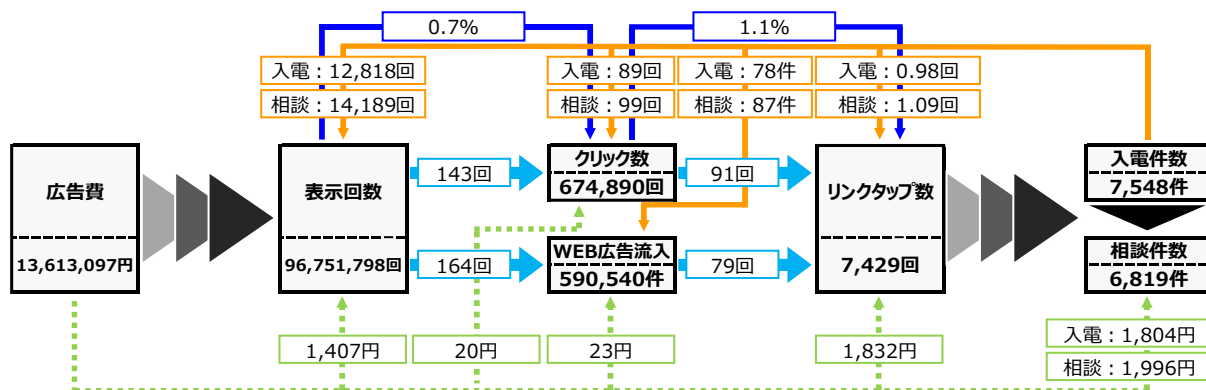 0.7%
1.1%
入電：12,818回
入電：89回
入電：78件
入電：0.98回
相談：14,189回
相談：99回
相談：87件
相談：1.09回
広告費
13,613,097円
表示回数
96,751,798回
143回
164回
クリック数
674,890回
WEB広告流入
590,540件
91回
79回
リンクタップ数
7,429回
入電件数
7,548件
相談件数
6,819件
1,407円
20円
23円
1,832円
入電：1,804円
相談：1,996円